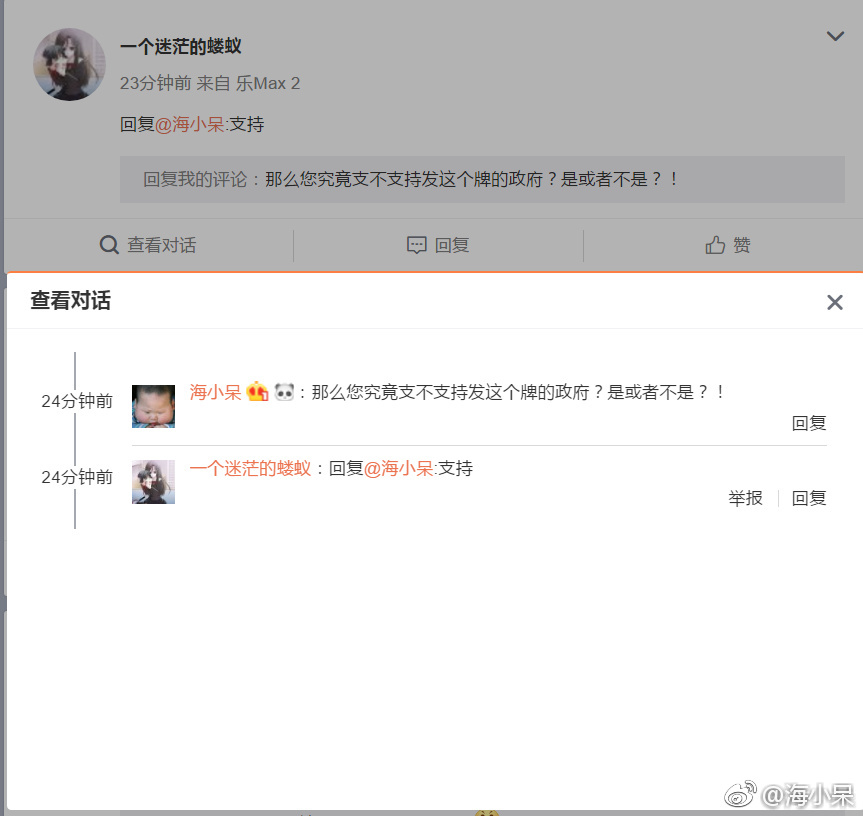 一个迷茫的蝼蚁
23分钟前 来自 乐Max 2
回复@海小呆:支持
回复我的评论：那么您究竟支不支持发这个牌的政府？是或者不是？！
查看对话
回复
赞
查看对话
24分钟前
海小呆：那么您究竟支不支持发这个牌的政府？是或者不是？！
回复
24分钟前
一个迷茫的蝼蚁：回复@海小呆:支持
举报
回复
@海小呆